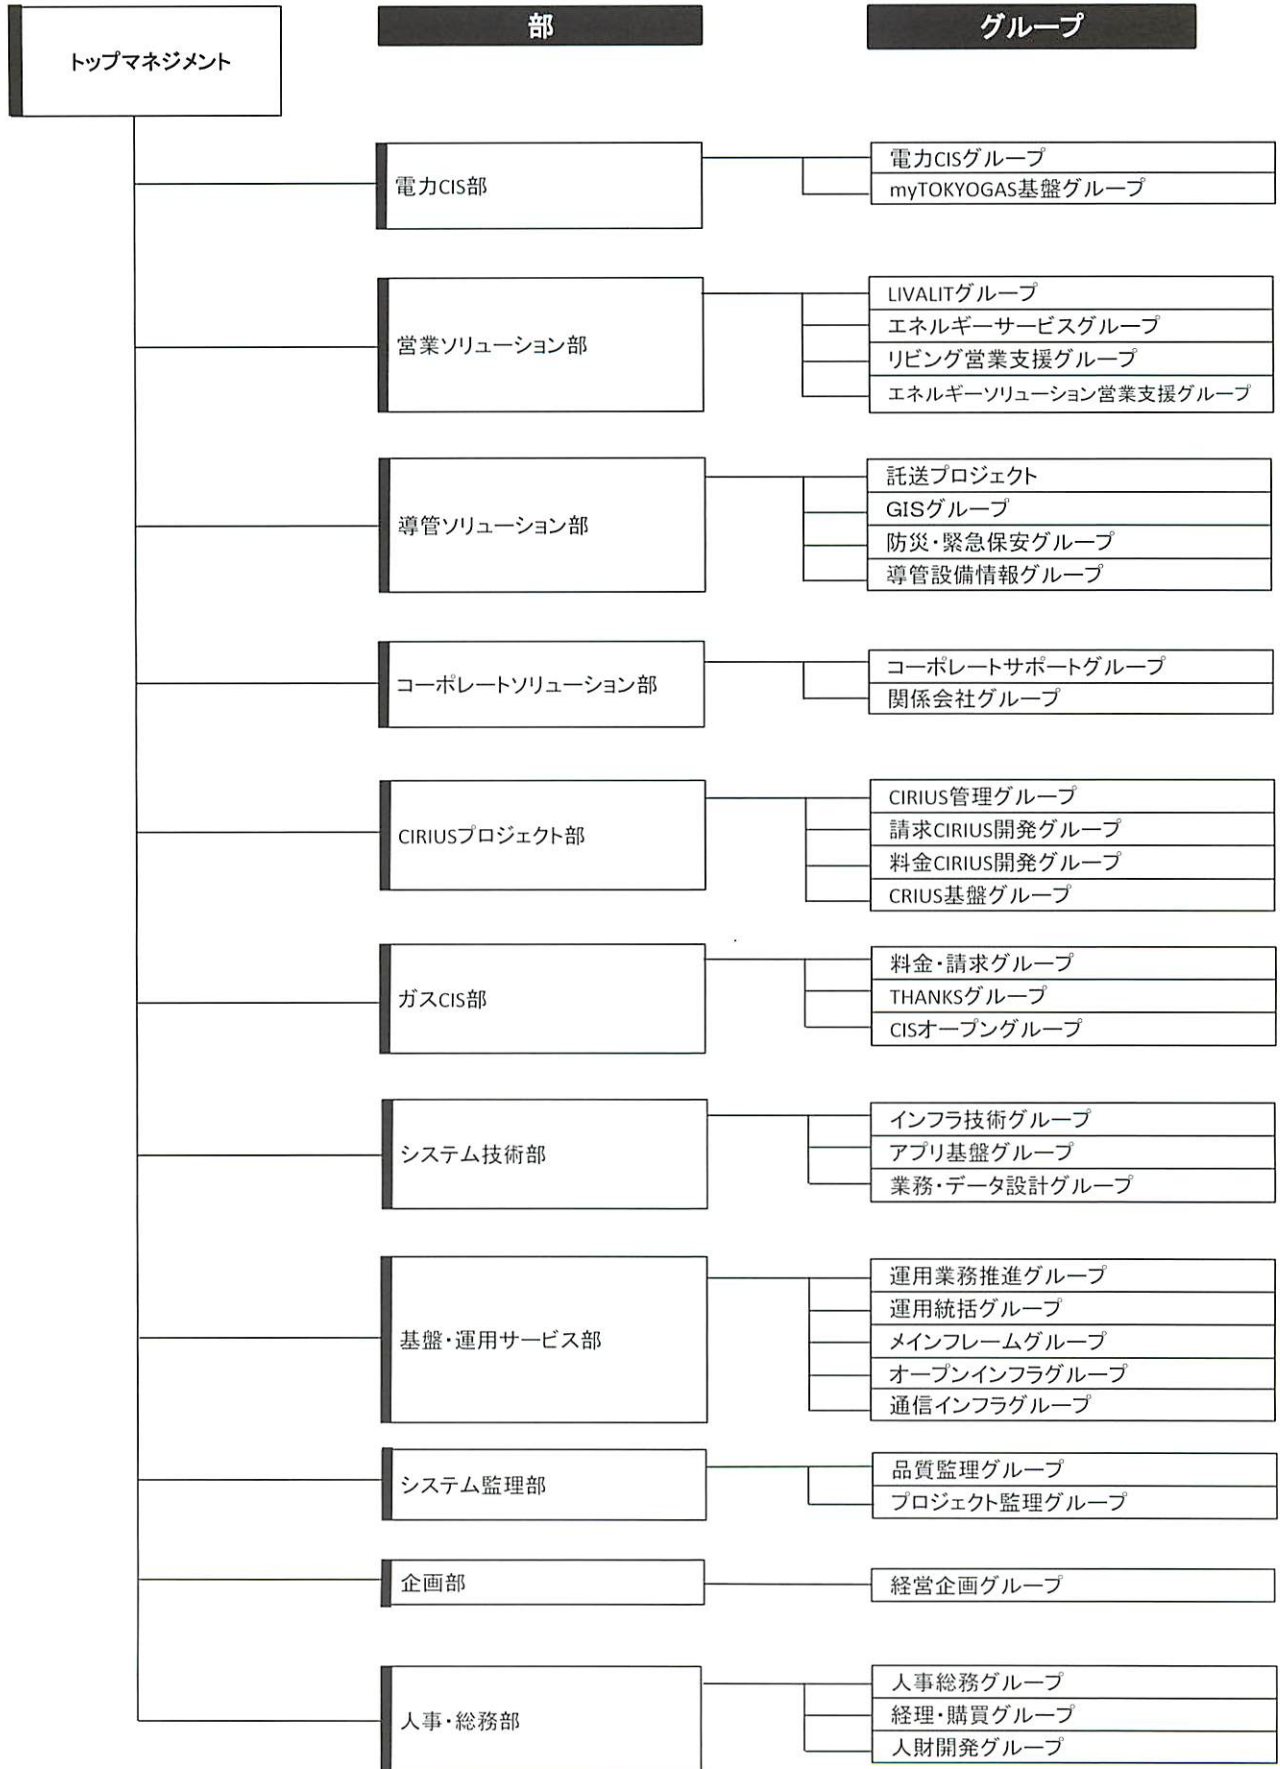 トップマネジメント
部
グループ
電力CIS部
電力CISグループ
myTOKYOGAS基盤グループ
営業ソリューション部
LIVALITグループ
エネルギーサービスグループ
リビング営業支援グループ
エネルギーソリューション営業支援グループ
導管ソリューション部
託送プロジェクト
GISグループ
防災・緊急保安グループ
導管設備情報グループ
コーポレートソリューション部
コーポレートサポートグループ
関係会社グループ
CIRIUSプロジェクト部
CIRIUS管理グループ
請求CIRIUS開発グループ
料金CIRIUS開発グループ
CRIUS基盤グループ
ガスCIS部
料金・請求グループ
THANKSグループ
CISオープングループ
システム技術部
インフラ技術グループ
アプリ基盤グループ
業務・データ設計グループ
基盤・運用サービス部
運用業務推進グループ
運用統括グループ
メインフレームグループ
オープンインフラグループ
通信インフラグループ
システム監理部
品質監理グループ
プロジェクト監理グループ
企画部
経営企画グループ
人事・総務部
人事総務グループ
経理・購買グループ
人財開発グループ